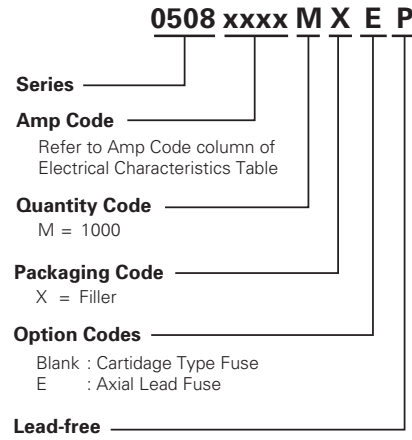 0508 xxxx M X E P
Series
Amp Code
Refer to Amp Code column of
Electrical Characteristics Table
Quantity Code
M = 1000
Packaging Code
X = Filler
Option Codes
Blank : Cartidage Type Fuse
E : Axial Lead Fuse
Lead-free